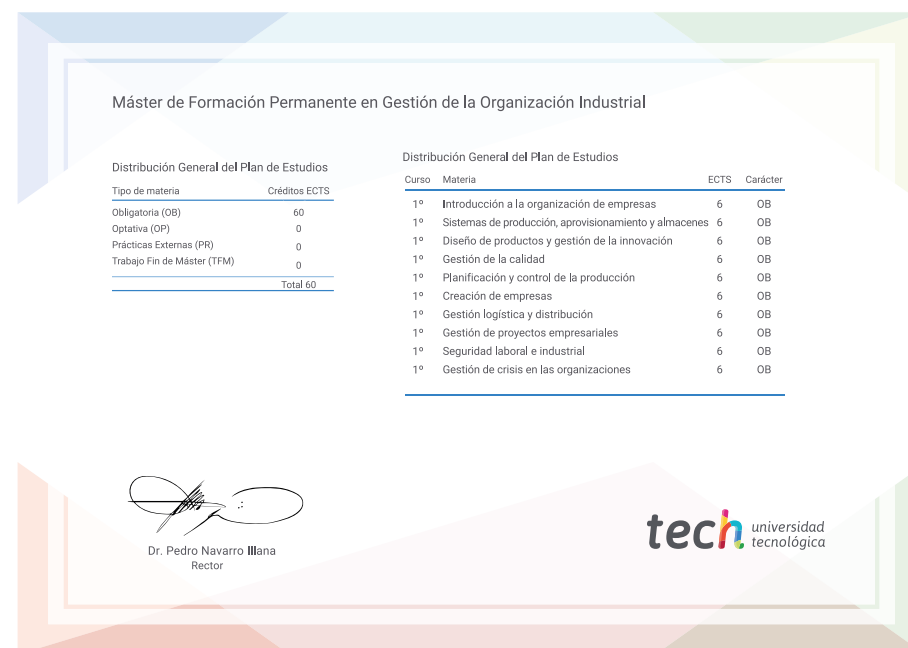 Máster de Formación Permanente en Gestión de la Organización Industrial
Distribución General del Plan de Estudios
Tipo de materia Créditos ECTS
Obligatoria (OB) 60
Optativa (OP) 0
Prácticas Externas (PR) 0
Trabajo Fin de Máster (TFM) 0
Total 60
Distribución General del Plan de Estudios
Curso Materia ECTS Carácter
1º Introducción a la organización de empresas 6 OB
1º Sistemas de producción, aprovisionamiento y almacenes 6 OB
1º Diseño de productos y gestión de la innovación 6 OB
1º Gestión de la calidad 6 OB
1º Planificación y control de la producción 6 OB
1º Creación de empresas 6 OB
1º Gestión logística y distribución 6 OB
1º Gestión de proyectos empresariales 6 OB
1º Seguridad laboral e industrial 6 OB
1º Gestión de crisis en las organizaciones 6 OB
Dr. Pedro Navarro Illana
Rector
tech universidad
tecnológica